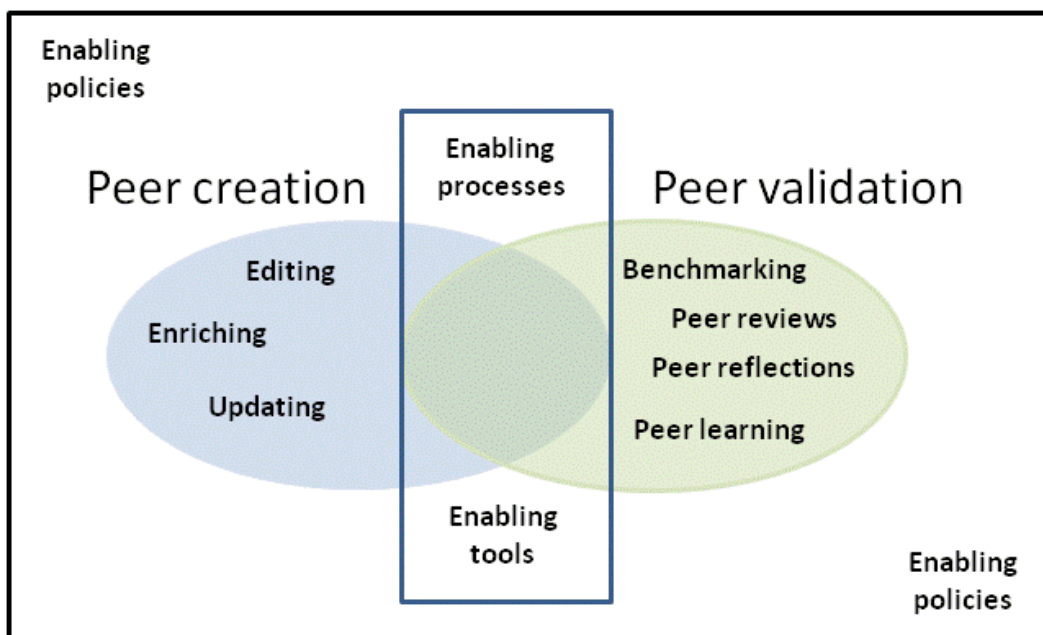 Enabling
policies
Enabling
processes
Peer creation
Peer validation
Editing
Enriching
Updating
Benchmarking
Peer reviews
Peer reflections
Peer learning
Enabling
tools
Enabling
policies